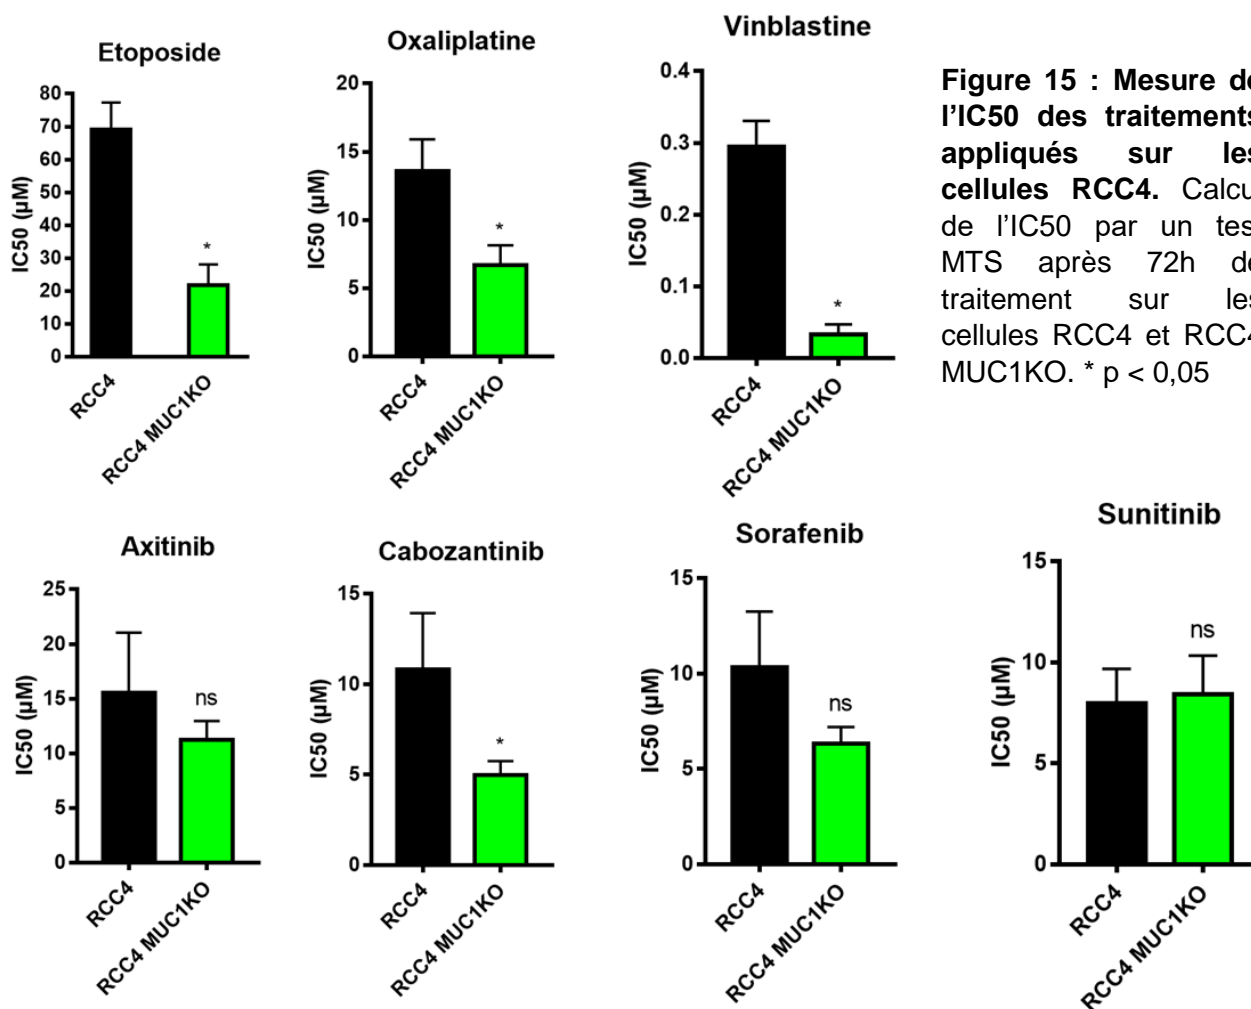 Etoposide
IC50 (µM)
80
70
60
50
40
30
20
10
0
*
RCC4
RCC4 MUC1KO
Oxaliplatine
IC50 (µM)
20
15
10
5
0
*
RCC4
RCC4 MUC1KO
Vinblastine
IC50 (µM)
0.4
0.3
0.2
0.1
0.0
*
RCC4
RCC4 MUC1KO
Figure 15 : Mesure de
l’IC50 des traitements
appliqués sur les
cellules RCC4. Calcu
de l’IC50 par un tes
MTS après 72h de
traitement sur les
cellules RCC4 et RCC4
MUC1KO. * p < 0,05
Axitinib
IC50 (µM)
25
20
15
10
5
0
ns
RCC4
RCC4 MUC1KO
Cabozantinib
IC50 (µM)
15
10
5
0
*
RCC4
RCC4 MUC1KO
Sorafenib
IC50 (µM)
15
10
5
0
ns
RCC4
RCC4 MUC1KO
Sunitinib
IC50 (µM)
15
10
5
0
ns
RCC4
RCC4 MUC1KO